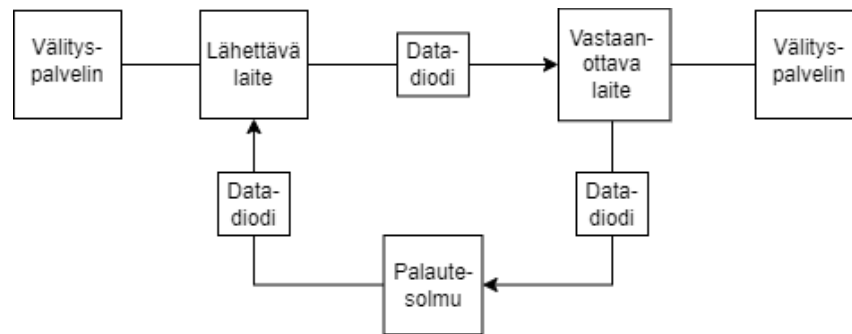 Välitys-
palvelin
Lähettävä
laite
Data-
diodi
Vastaan-
ottava
laite
Välitys-
palvelin
Data-
diodi
Data-
diodi
Palaute-
solmu